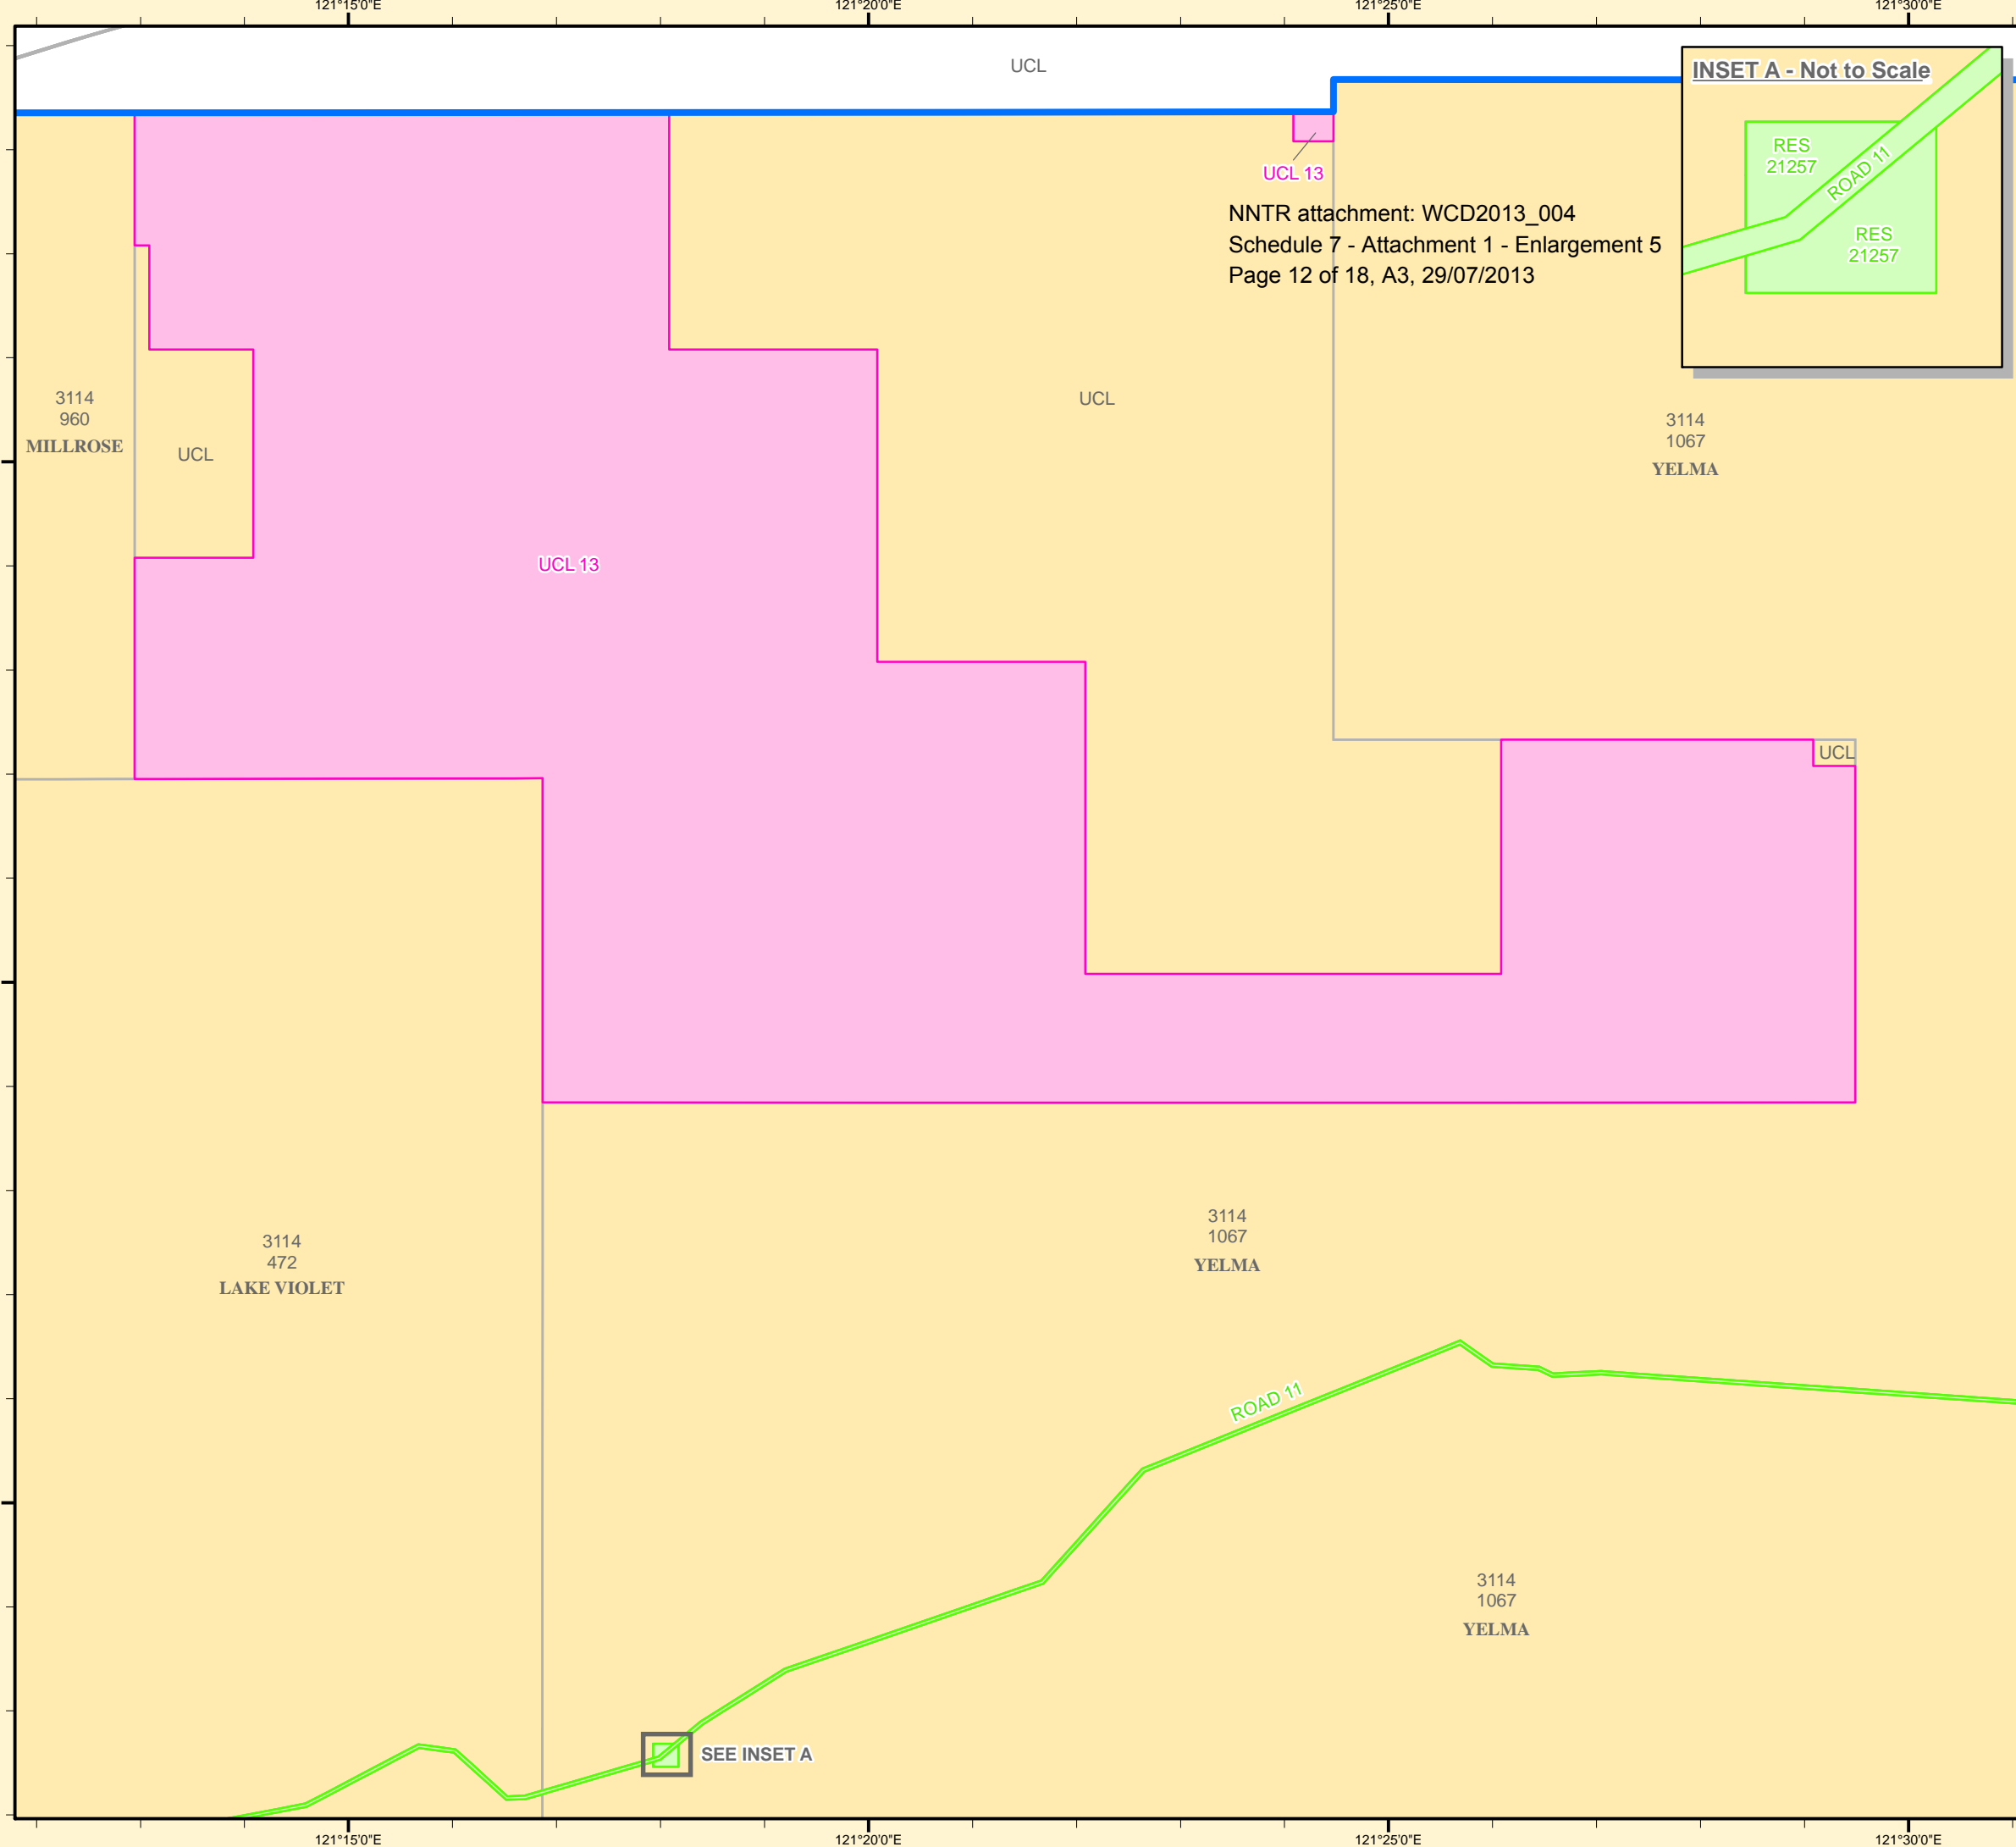 121°15'0"E
121°20'0"E
121°25'0"E
121°30'0"E
UCL
INSET A - Not to Scale
RES
21257
ROAD 11
RES
21257
UCL 13
NNTR attachment: WCD2013_004
Schedule 7 - Attachment 1 - Enlargement 5
Page 12 of 18, A3, 29/07/2013
3114
960
MILLROSE
UCL
UCL
3114
1067
YELMA
UCL 13
UCL
3114
472
LAKE VIOLET
3114
1067
YELMA
ROAD 11
3114
1067
YELMA
SEE INSET A
121°15'0"E
121°20'0"E
121°25'0"E
121°30'0"E